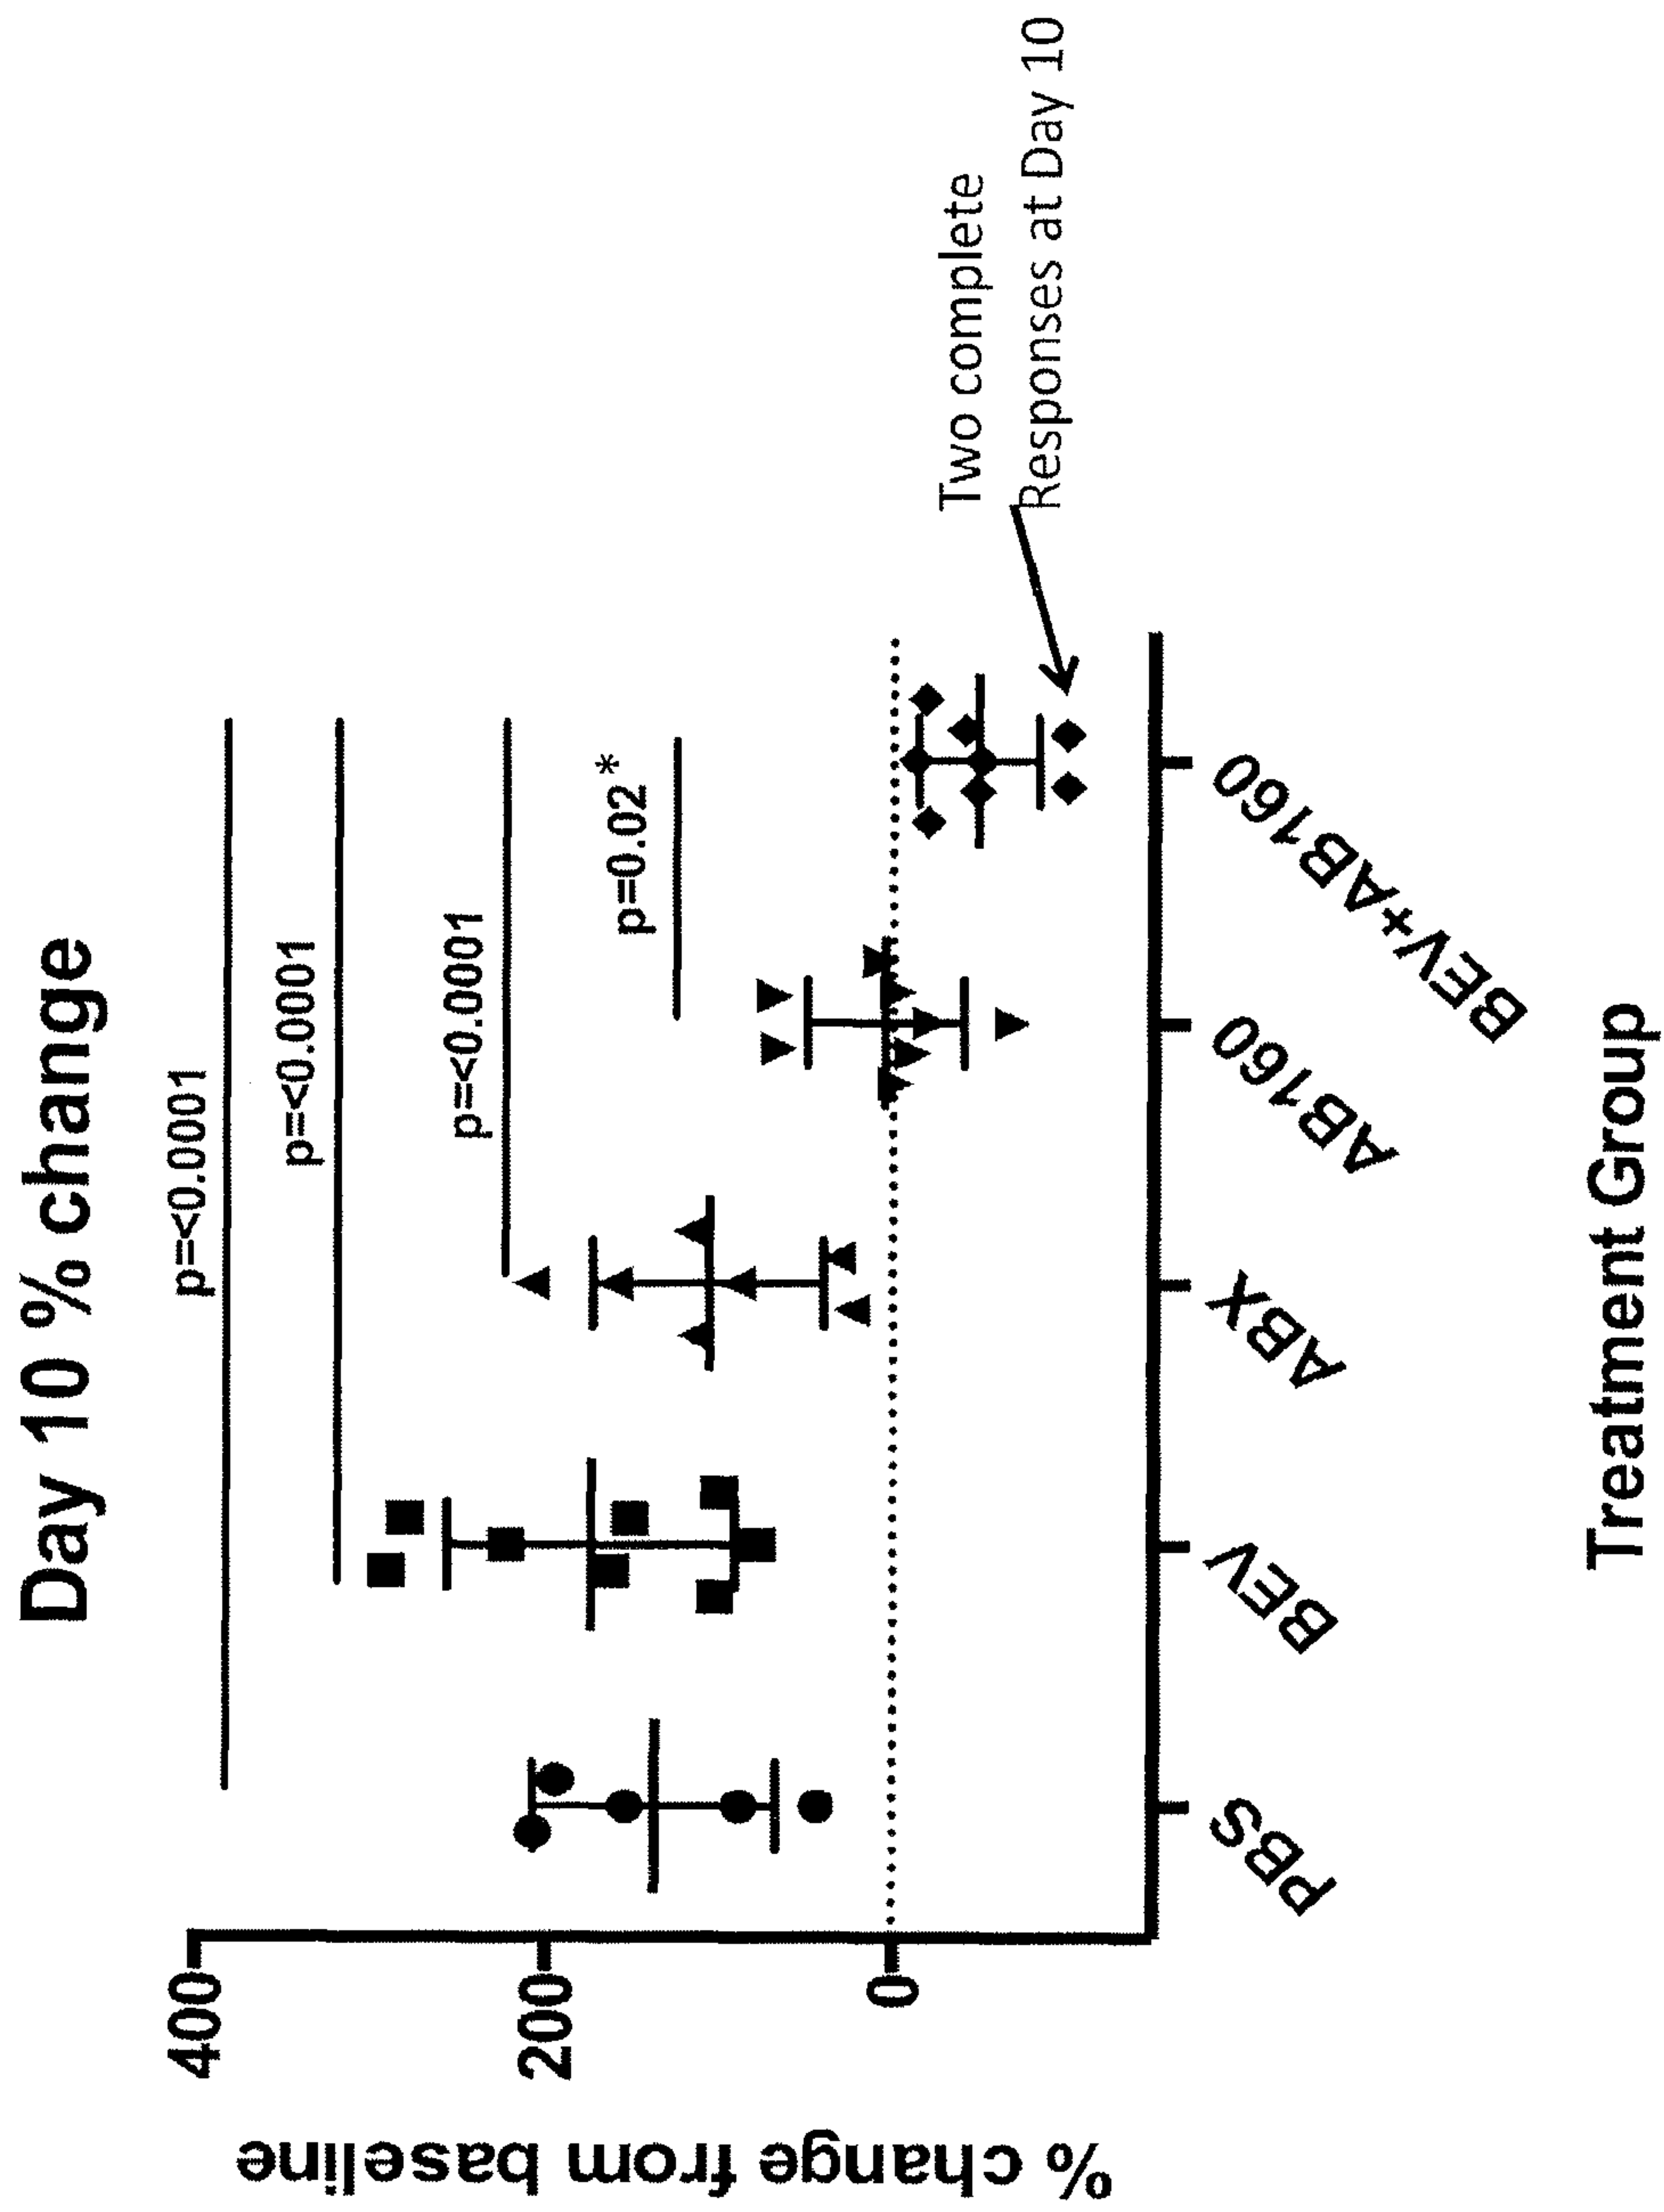 Day 10 % change
p=<0.0001
p=<0.0001
p=<0.0001
p=0.02*
% change from baseline
400
200
0
Two complete
Responses at Day 10
PBS
BEV
ABX
AB160
BEV+AB160
Treatment Group